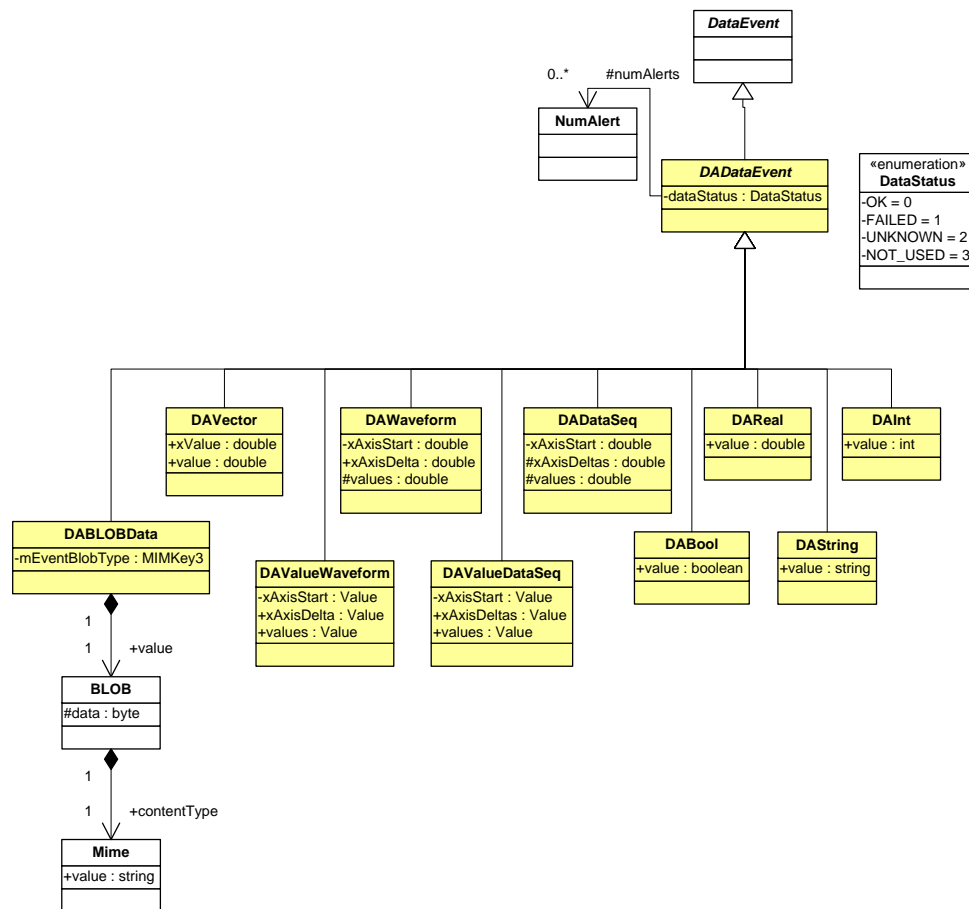 DataEvent
0..*
#numAlerts
NumAlert
DADataEvent
-dataStatus : DataStatus
«enumeration»
DataStatus
-OK = 0
-FAILED = 1
-UNKNOWN = 2
-NOT_USED = 3
DAVector
+xValue : double
+value : double
DAWaveform
-xAxisStart : double
+xAxisDelta : double
#values : double
DADataSeq
-xAxisStart : double
#xAxisDeltas : double
#values : double
DAReal
+value : double
DAInt
+value : int
DABLOBData
-mEventBlobType : MIMKey3
DAValueWaveform
-xAxisStart : Value
+xAxisDelta : Value
+values : Value
DAValueDataSeq
-xAxisStart : Value
+xAxisDeltas : Value
+values : Value
DABool
+value : boolean
DAString
+value : string
1
1
+value
BLOB
#data : byte
1
1
+contentType
Mime
+value : string